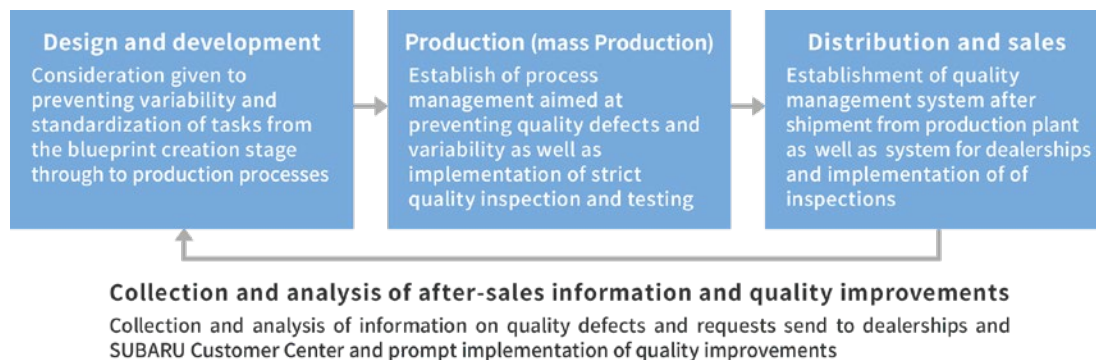 Design and development
Consideration given to
preventing variability and
standardization of tasks from
the blueprint creation stage
through to production processes
Production (mass Production)
Establish of process
management aimed at
preventing quality defects and
variability as well as
implementation of strict
quality inspection and testing
Distribution and sales
Establishment of quality
management system after
shipment from production plant
as well as system for dealerships
and implementation of of
inspections
Collection and analysis of after-sales information and quality improvements
Collection and analysis of information on quality defects and requests send to dealerships and
SUBARU Customer Center and prompt implementation of quality improvements